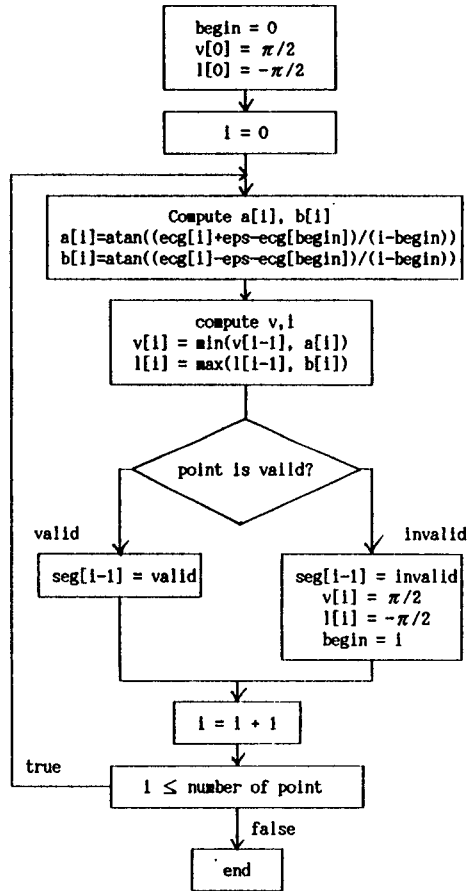 begin = 0
v[0] = π/2
l[0] = -π/2
i = 0
Compute a[i], b[i]
a[i]=atan((ecg[i]+eps-ecg[begin])/(i-begin))
b[i]=atan((ecg[i]-eps-ecg[begin])/(i-begin))
compute v,l
v[i] = min(v[i-1], a[i])
l[i] = max(l[i-1], b[i])
point is valid?
valid
invalid
seg[i-1] = valid
seg[i-1] = invalid
v[i] = π/2
l[i] = -π/2
begin = i
i = i + 1
true
i ≤ number of point
false
end